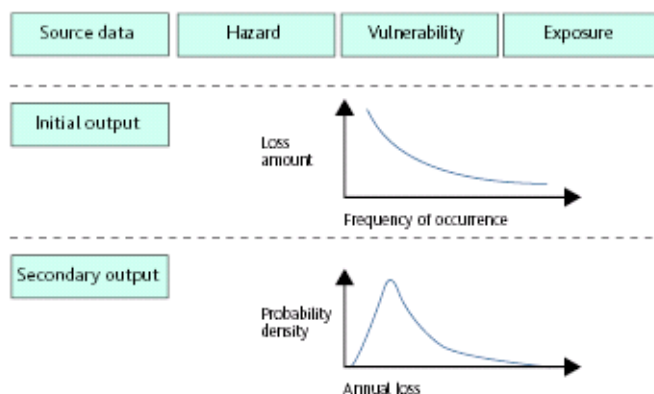 Source data
Hazard
Vulnerability
Exposure
Initial output
Loss
amount
Frequency of occurrence
Secondary output
Probability
density
Annual loss